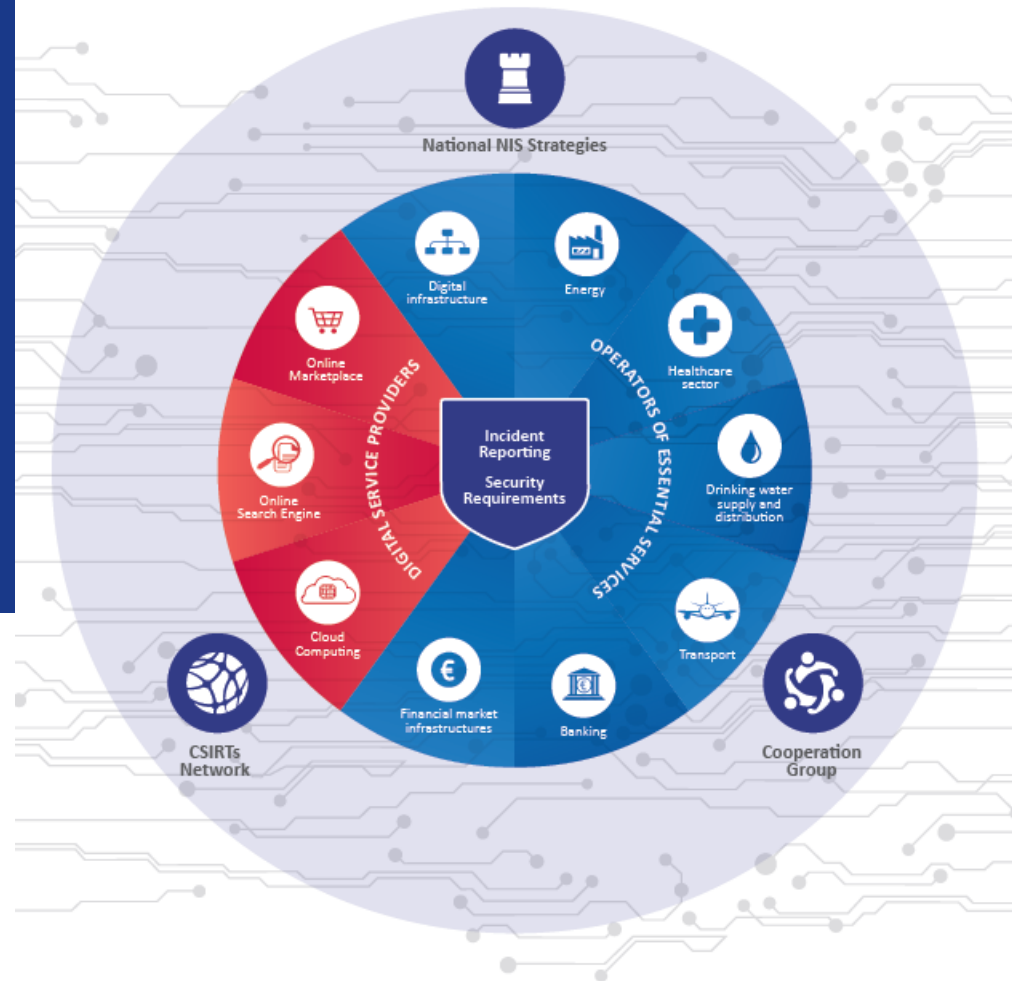 National NIS Strategies
Digital
infrastructure
Energy
Online
Marketplace
Healthcare
sector
DIGITAL SERVICE PROVIDERS
OPERATORS OF ESSENTIAL SERVICES
Incident
Reporting
Security
Requirements
Online
Search Engine
Drinking water
supply and
distribution
Cloud
Computing
Transport
€
Financial market
infrastructures
€
Banking
CSIRTs
Network
Cooperation
Group